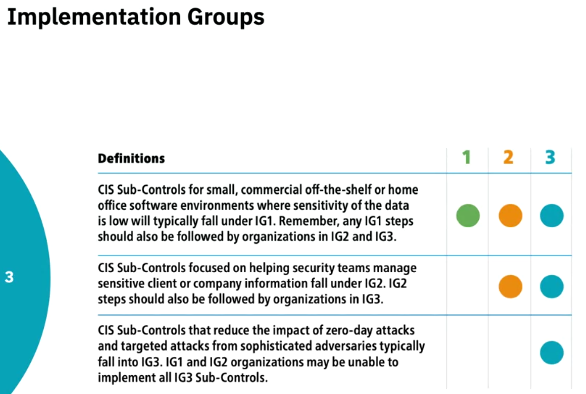 Implementation Groups
Definitions 1 2 3
CIS Sub-Controls for small, commercial off-the-shelf or home
office software environments where sensitivity of the data
is low will typically fall under IG1. Remember, any IG1 steps
should also be followed by organizations in IG2 and IG3.
3
CIS Sub-Controls focused on helping security teams manage
sensitive client or company information fall under IG2. IG2
steps should also be followed by organizations in IG3.
CIS Sub-Controls that reduce the impact of zero-day attacks
and targeted attacks from sophisticated adversaries typically
fall into IG3. IG1 and IG2 organizations may be unable to
implement all IG3 Sub-Controls.